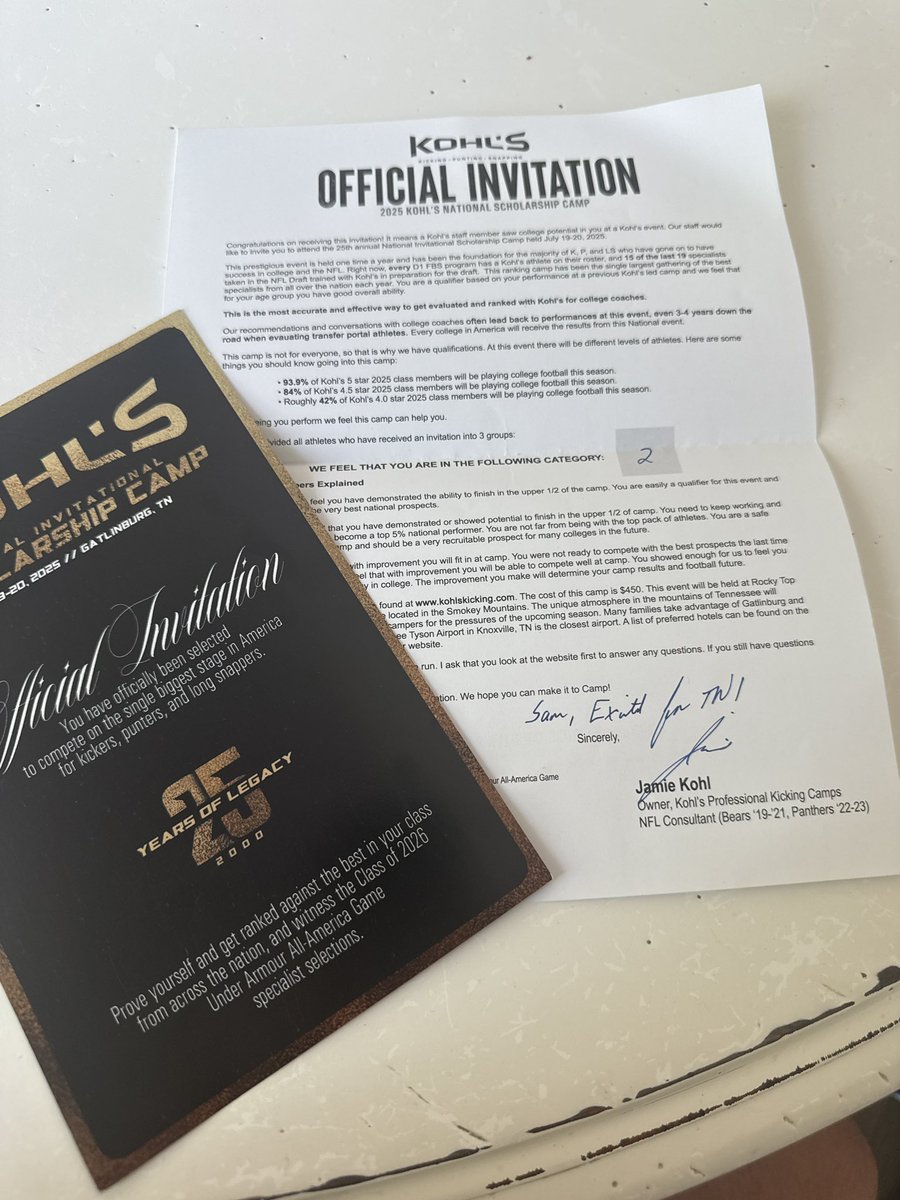 KOHL'S
KICKING • PUNTING • SNAPPING
OFFICIAL INVITATION
2025 KOHL'S NATIONAL SCHOLARSHIP CAMP
Congratulations on receiving this invitation! It means a Kohl's staff member saw college potential in you at a Kohl's event. Our staff would
like to invite you to attend the 25th annual National Invitational Scholarship Camp held July 19-20, 2025.
This prestigious event is held one time a year and has been the foundation for the majority of K, P, and LS who have gone on to have
success in college and the NFL. Right now, every D1 FBS program has a Kohl's athlete on their roster, and 15 of the last 19 specialists
taken in the NFL Draft trained with Kohl's in preparation for the draft. This ranking camp has been the single largest gathering of the best
specialists from all over the nation each year. You are a qualifier based on your performance at a previous Kohl's led camp and we feel that
for your age group you have good overall ability.
This is the most accurate and effective way to get evaluated and ranked with Kohl's for college coaches.
Our recommendations and conversations with college coaches often lead back to performances at this event, even 3-4 years down the
road when evauating transfer portal athletes. Every college in America will receive the results from this National event.
This camp is not for everyone, so that is why we have qualifications. At this event there will be different levels of athletes. Here are some
things you should know going into this camp:
• 93.9% of Kohl's 5 star 2025 class members will be playing college football this season.
• 84% of Kohl's 4.5 star 2025 class members will be playing college football this season.
• Roughly 42% of Kohl's 4.0 star 2025 class members will be playing college football this season.
ing you perform we feel this camp can help you.
vided all athletes who have received an invitation into 3 groups:
WE FEEL THAT YOU ARE IN THE FOLLOWING CATEGORY: 2
ers Explained
feel you have demonstrated the ability to finish in the upper 1/2 of the camp. You are easily a qualifier for this event and
he very best national prospects.
that you have demonstrated or showed potential to finish in the upper 1/2 of camp. You need to keep working and
become a top 5% national performer. You are not far from being with the top pack of athletes. You are a safe
mp and should be a very recruitable prospect for many colleges in the future.
with improvement you will fit in at camp. You were not ready to compete with the best prospects the last time
el that with improvement you will be able to compete well at camp. You showed enough for us to feel you
y in college. The improvement you make will determine your camp results and football future.
found at www.kohlskicking.com. The cost of this camp is $450. This event will be held at Rocky Top
located in the Smokey Mountains. The unique atmosphere in the mountains of Tennessee will
campers for the pressures of the upcoming season. Many families take advantage of Gatlinburg and
ee Tyson Airport in Knoxville, TN is the closest airport. A list of preferred hotels can be found on the
r website.
run. I ask that you look at the website first to answer any questions. If you still have questions
ation. We hope you can make it to Camp!
Sam, Excited for TN!
Sincerely,
Jamie
ur All-America Game
Jamie Kohl
Owner, Kohl's Professional Kicking Camps
NFL Consultant (Bears '19-'21, Panthers '22-23)
OHL'S
AL INVITATIONAL
LARSHIP CAMP
-20, 2025 // GATLINBURG, TN
Official Invitation
You have officially been selected
to compete on the single biggest stage in America
for kickers, punters, and long snappers.
25
YEARS OF LEGACY
2000
Prove yourself and get ranked against the best in your class
from across the nation, and witness the Class of 2026
Under Armour All-America Game
specialist selections.